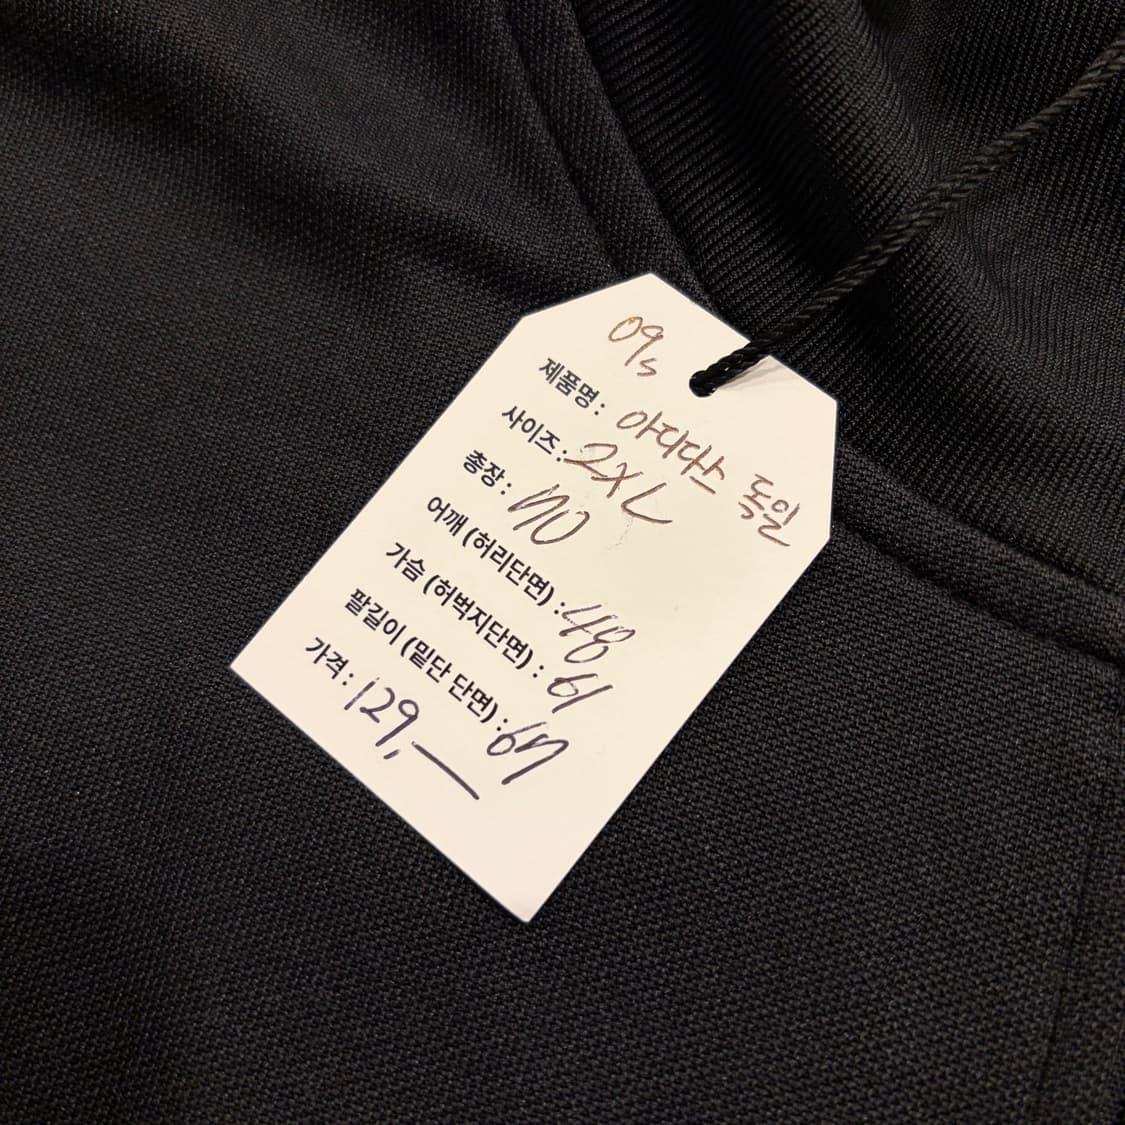 09s
제품명 : 아디다스 독일
사이즈 : 2XL
총장 : 70
어깨 (허리단면) : 48
가슴 (허벅지단면) : 61
팔길이 (밑단 단면) : 67
가격 : 129,—